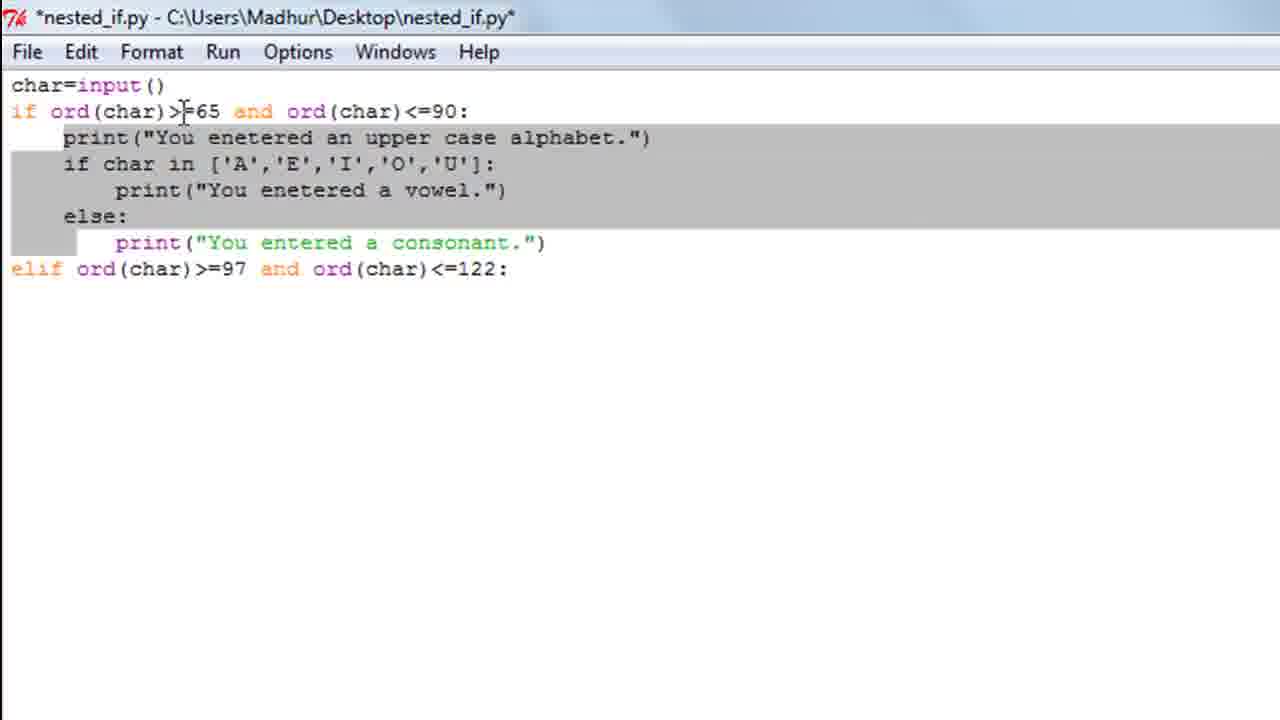 *nested_if.py - C:\Users\Madhur\Desktop\nested_if.py*
File Edit Format Run Options Windows Help
char=input()
if ord(char)>=65 and ord(char)<=90:
    print("You enetered an upper case alphabet.")
    if char in ['A','E','I','O','U']:
        print("You enetered a vowel.")
    else:
        print("You entered a consonant.")
elif ord(char)>=97 and ord(char)<=122: